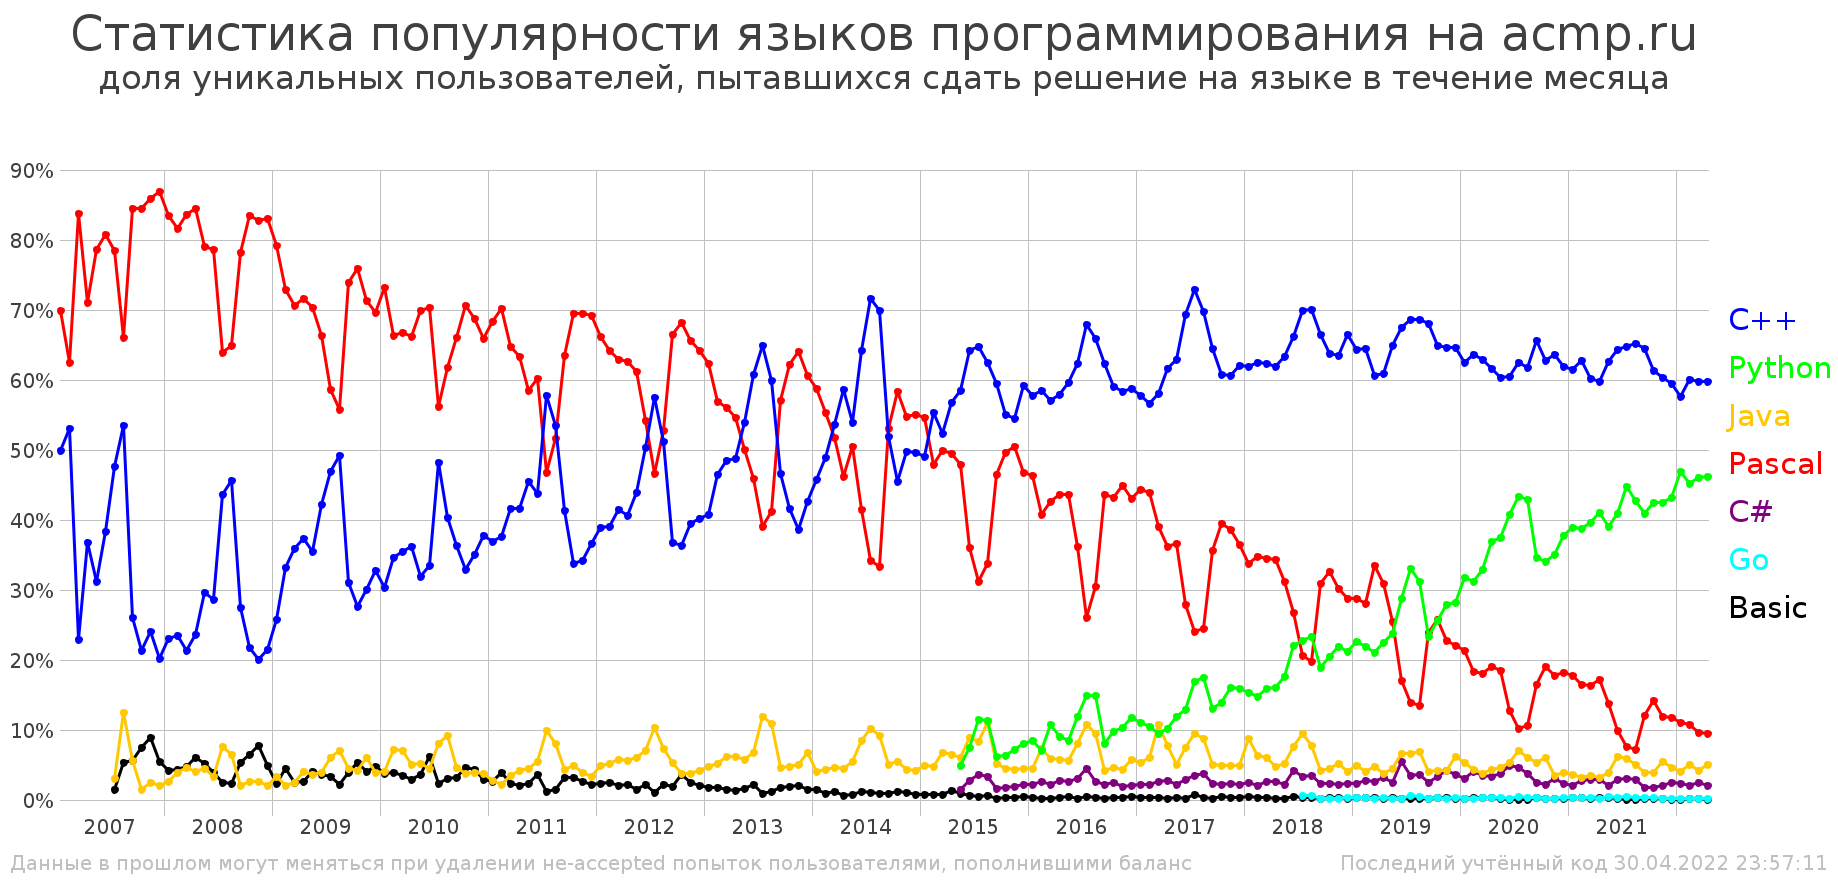 Статистика популярности языков программирования на acmp.ru
доля уникальных пользователей, пытавшихся сдать решение на языке в течение месяца
90%
80%
70%
60%
50%
40%
30%
20%
10%
0%
C++
Python
Java
Pascal
C#
Go
Basic
2007 2008 2009 2010 2011 2012 2013 2014 2015 2016 2017 2018 2019 2020 2021
Данные в прошлом могут меняться при удалении не-accepted попыток пользователями, пополнившими баланс
Последний учтённый код 30.04.2022 23:57:11